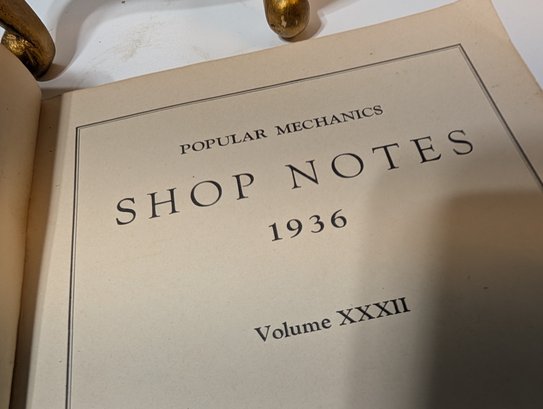 POPULAR MECHANICS
SHOP NOTES
1936
Volume XXXII